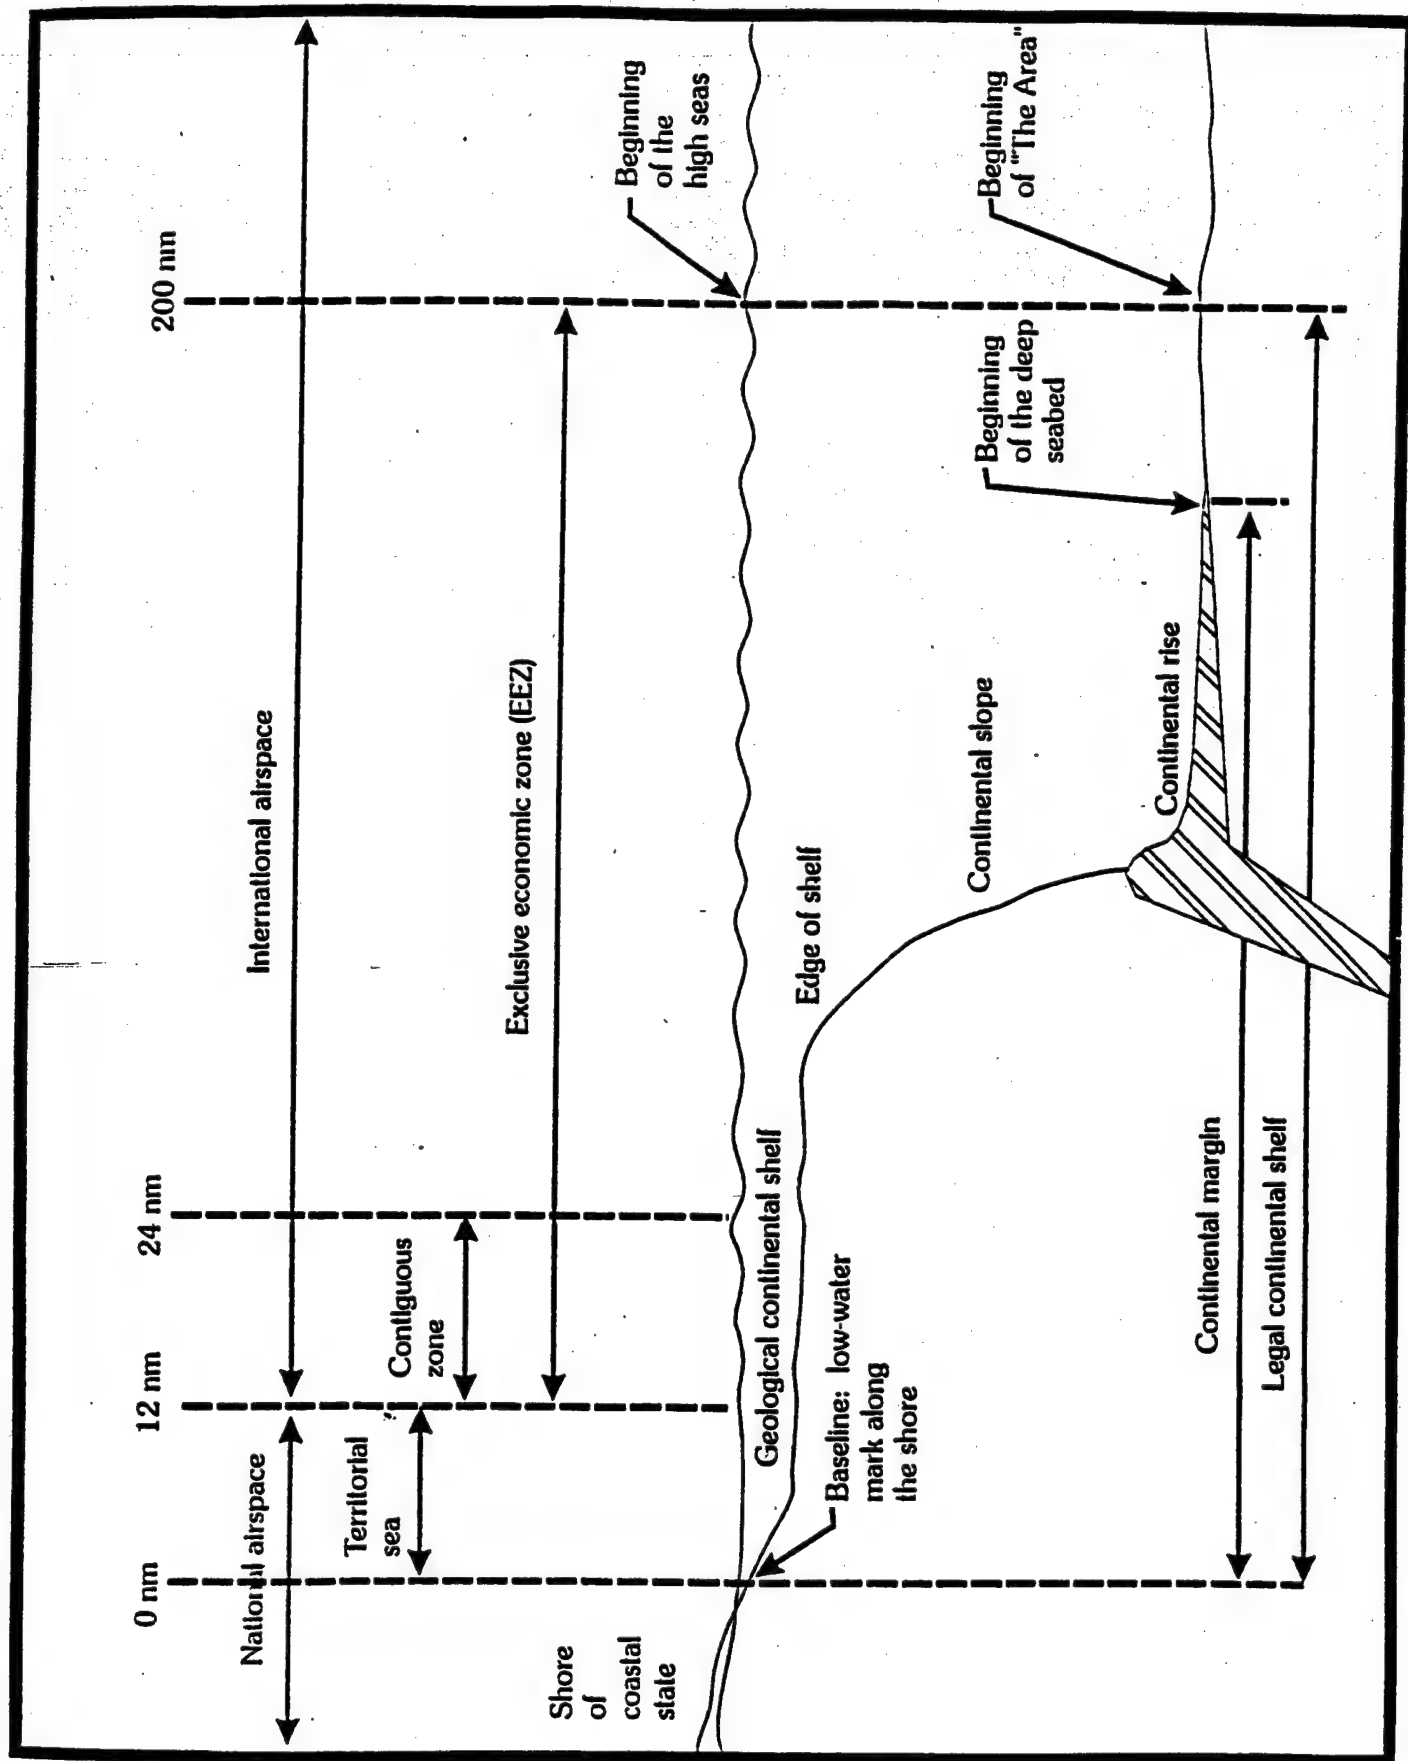 0 nm
12 nm
24 nm
200 nm
National airspace
International airspace
Territorial
sea
Contiguous
zone
Exclusive economic zone (EEZ)
Shore
of
coastal
state
Beginning
of the
high seas
Geological continental shelf
Edge of shelf
Baseline: low-water
mark along
the shore
Continental slope
Beginning
of the deep
seabed
Beginning
of "The Area"
Continental rise
Continental margin
Legal continental shelf